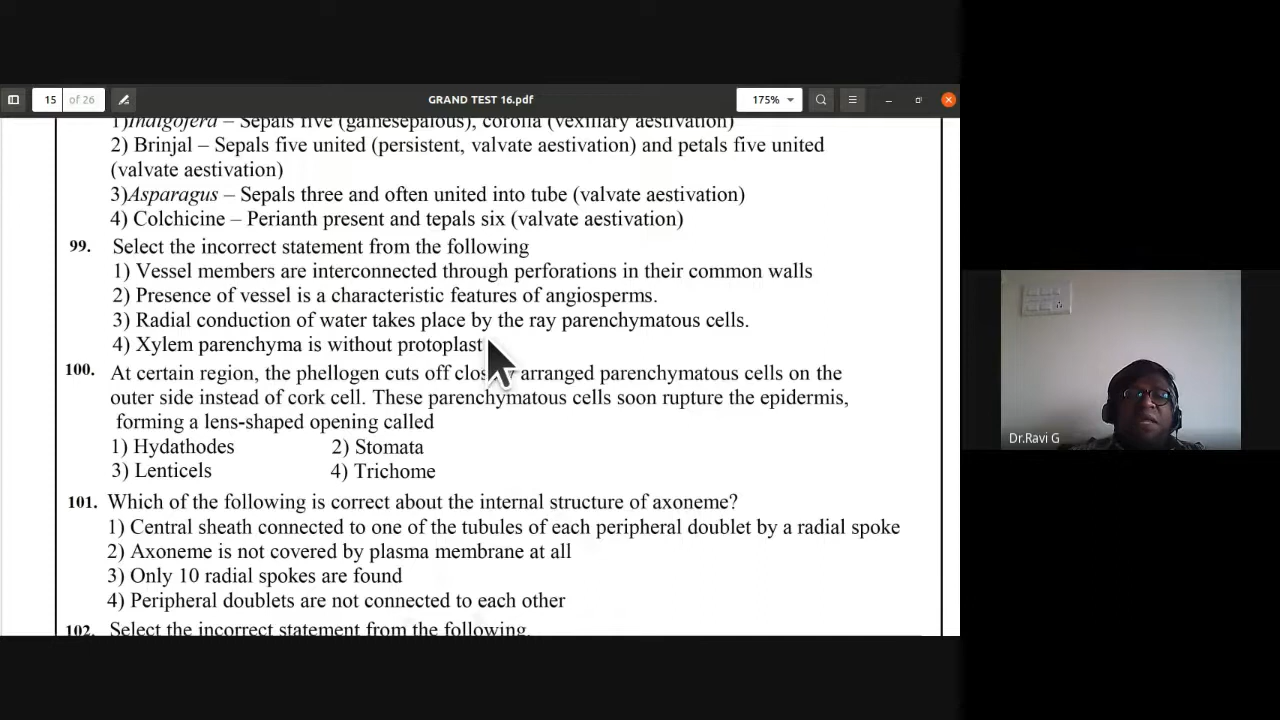 15 of 26
GRAND TEST 16.pdf
175%
1)Indigofera – Sepals five (gamesepalous), corolla (vexillary aestivation)
2) Brinjal – Sepals five united (persistent, valvate aestivation) and petals five united
(valvate aestivation)
3)Asparagus – Sepals three and often united into tube (valvate aestivation)
4) Colchicine – Perianth present and tepals six (valvate aestivation)
99. Select the incorrect statement from the following
1) Vessel members are interconnected through perforations in their common walls
2) Presence of vessel is a characteristic features of angiosperms.
3) Radial conduction of water takes place by the ray parenchymatous cells.
4) Xylem parenchyma is without protoplast
100. At certain region, the phellogen cuts off arranged parenchymatous cells on the
outer side instead of cork cell. These parenchymatous cells soon rupture the epidermis,
forming a lens-shaped opening called
1) Hydathodes 2) Stomata
3) Lenticels 4) Trichome
101. Which of the following is correct about the internal structure of axoneme?
1) Central sheath connected to one of the tubules of each peripheral doublet by a radial spoke
2) Axoneme is not covered by plasma membrane at all
3) Only 10 radial spokes are found
4) Peripheral doublets are not connected to each other
102. Select the incorrect statement from the following.
Dr.Ravi G